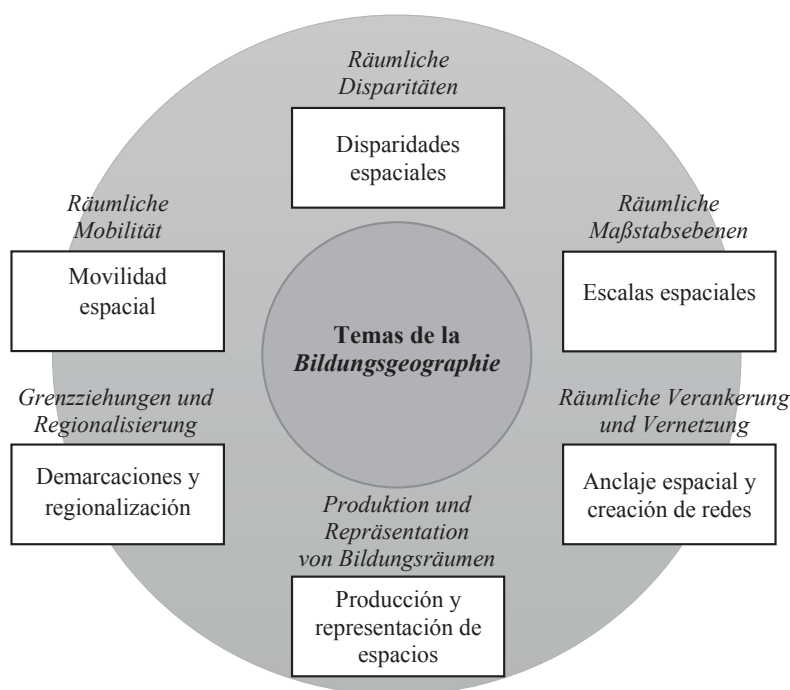 Räumliche
Disparitäten
Disparidades
espaciales
Räumliche
Mobilität
Movilidad
espacial
Räumliche
Maßstabsebenen
Escalas espaciales
Temas de la
Bildungsgeographie
Grenzziehungen und
Regionalisierung
Demarcaciones y
regionalización
Räumliche Verankerung
und Vernetzung
Anclaje espacial y
creación de redes
Produktion und
Repräsentation
von Bildungsräumen
Producción y
representación de
espacios